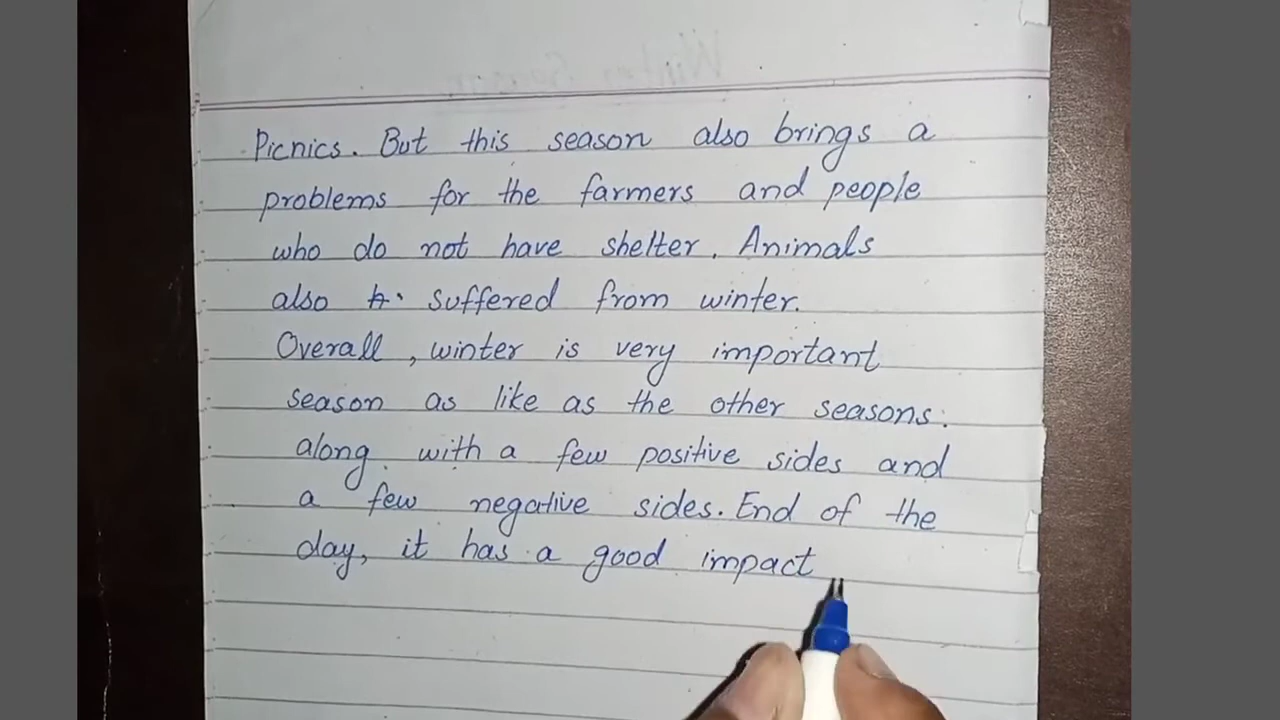 Winter Season
Picnics. But this season also brings a
problems for the farmers and people
who do not have shelter. Animals
also suffered from winter.
Overall, winter is very important
season as like as the other seasons.
along with a few positive sides and
a few negative sides. End of the
day, it has a good impact